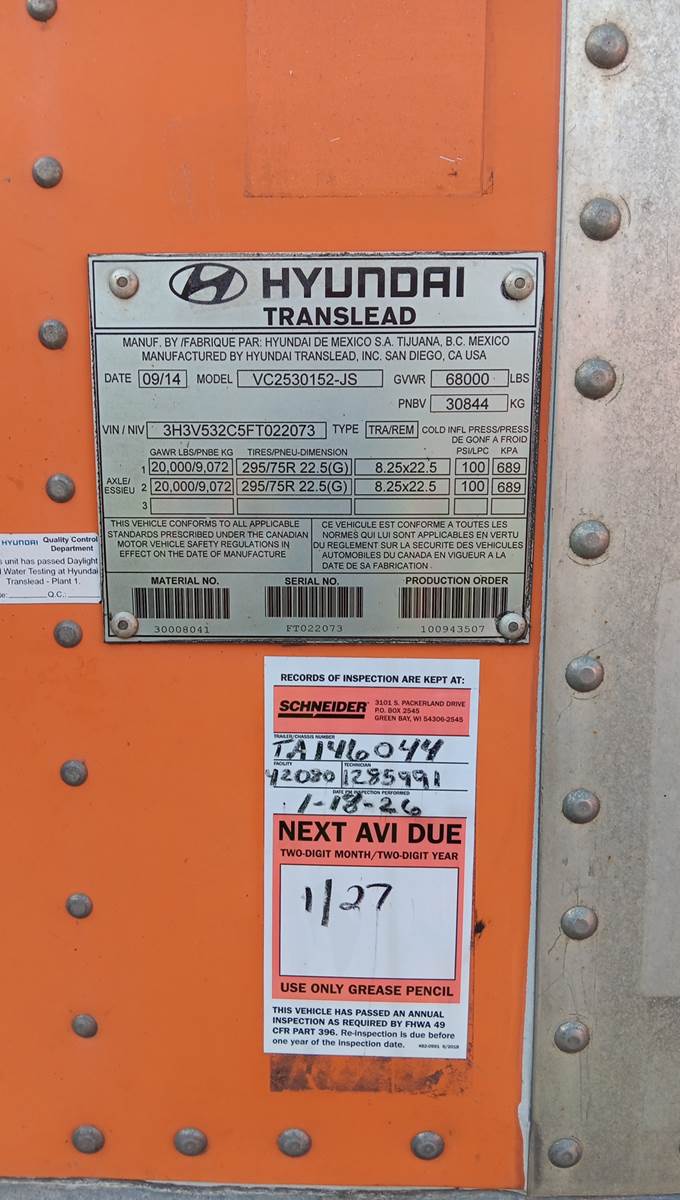 HYUNDAI
TRANSLEAD
MANUF. BY /FABRIQUE PAR: HYUNDAI DE MEXICO S.A. TIJUANA, B.C. MEXICO
MANUFACTURED BY HYUNDAI TRANSLEAD, INC. SAN DIEGO, CA USA
DATE 09/14 MODEL VC2530152-JS GVWR 68000 LBS
PNBV 30844 KG
VIN / NIV 3H3V532C5FT022073 TYPE TRA/REM COLD INFL PRESS/PRESS
DE GONF A FROID
GAWR LBS/PNBE KG TIRES/PNEU-DIMENSION PSI/LPC KPA
AXLE/
ESSIEU
1 20,000/9,072 295/75R 22.5(G) 8.25x22.5 100 689
2 20,000/9,072 295/75R 22.5(G) 8.25x22.5 100 689
3
THIS VEHICLE CONFORMS TO ALL APPLICABLE
STANDARDS PRESCRIBED UNDER THE CANADIAN
MOTOR VEHICLE SAFETY REGULATIONS IN
EFFECT ON THE DATE OF MANUFACTURE
CE VEHICULE EST CONFORME A TOUTES LES
NORMES QUI LUI SONT APPLICABLES EN VERTU
DU REGLEMENT SUR LA SECURITE DES VEHICULES
AUTOMOBILES DU CANADA EN VIGUEUR A LA
DATE DE SA FABRICATION.
MATERIAL NO. SERIAL NO. PRODUCTION ORDER
30008041 FT022073 100943507
HYUNDAI Quality Control
Department
unit has passed Daylight
Water Testing at Hyundai
Translead - Plant 1.
Q.C.:
RECORDS OF INSPECTION ARE KEPT AT:
SCHNEIDER
3101 S. PACKERLAND DRIVE
P.O. BOX 2545
GREEN BAY, WI 54306-2545
TRAILER/CHASSIS NUMBER
TA146044
FACILITY TECHNICIAN
42080 1285991
DATE PM INSPECTION PERFORMED
1-18-26
NEXT AVI DUE
TWO-DIGIT MONTH/TWO-DIGIT YEAR
1/27
USE ONLY GREASE PENCIL
THIS VEHICLE HAS PASSED AN ANNUAL
INSPECTION AS REQUIRED BY FHWA 49
CFR PART 396. Re-inspection is due before
one year of the inspection date.